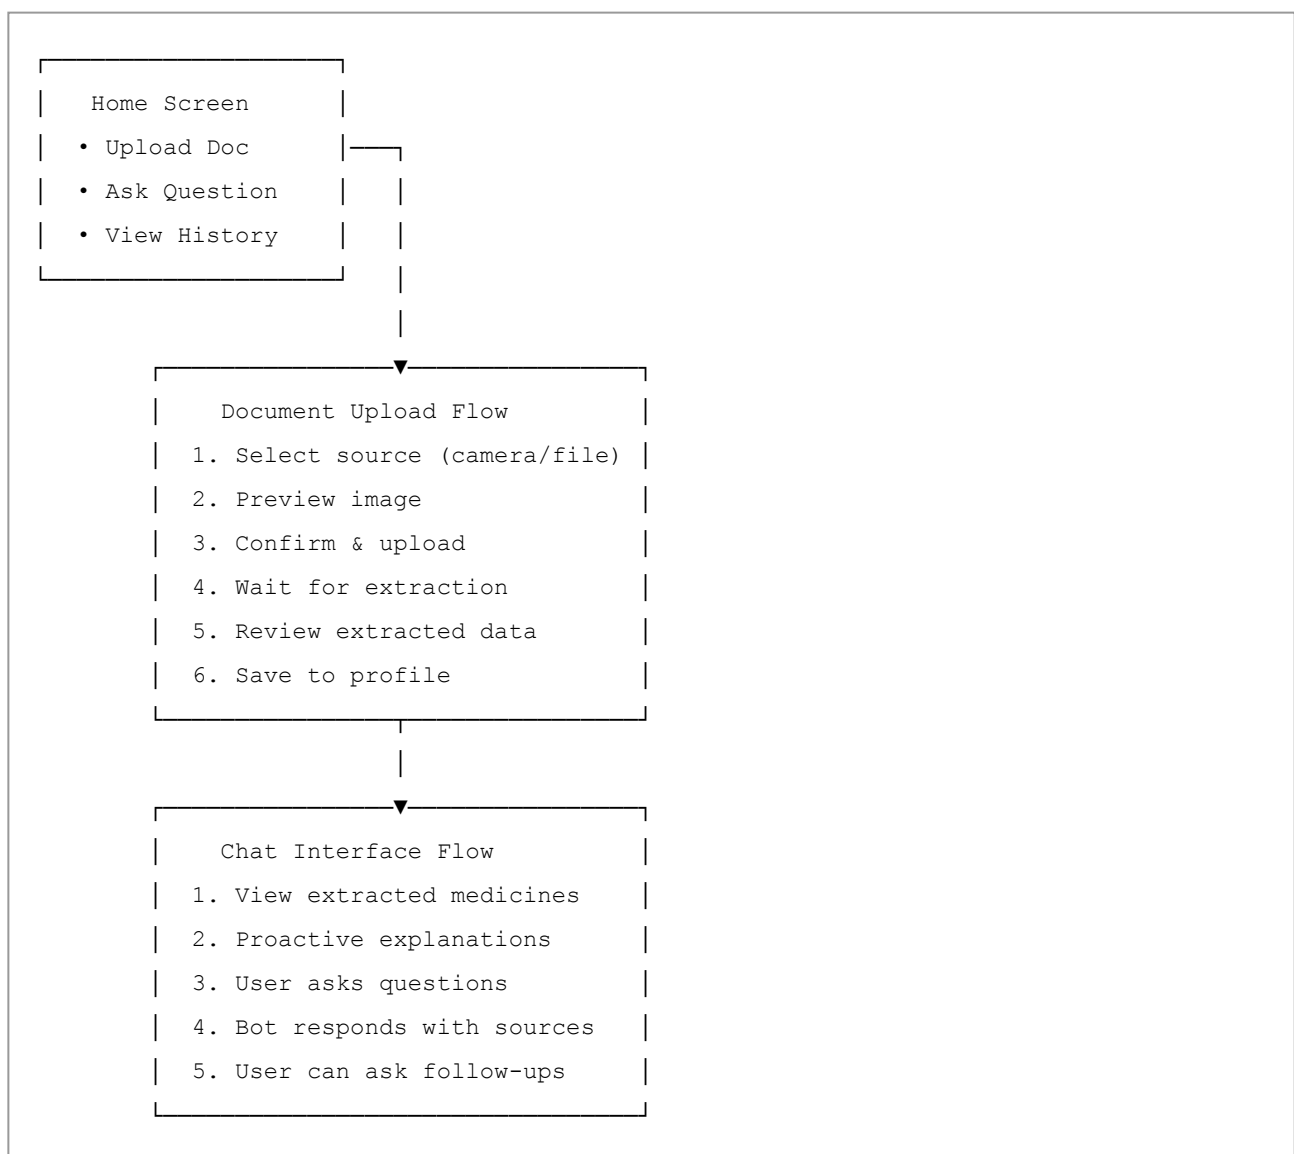 Home Screen
• Upload Doc
• Ask Question
• View History
Document Upload Flow
1. Select source (camera/file)
2. Preview image
3. Confirm & upload
4. Wait for extraction
5. Review extracted data
6. Save to profile
Chat Interface Flow
1. View extracted medicines
2. Proactive explanations
3. User asks questions
4. Bot responds with sources
5. User can ask follow-ups